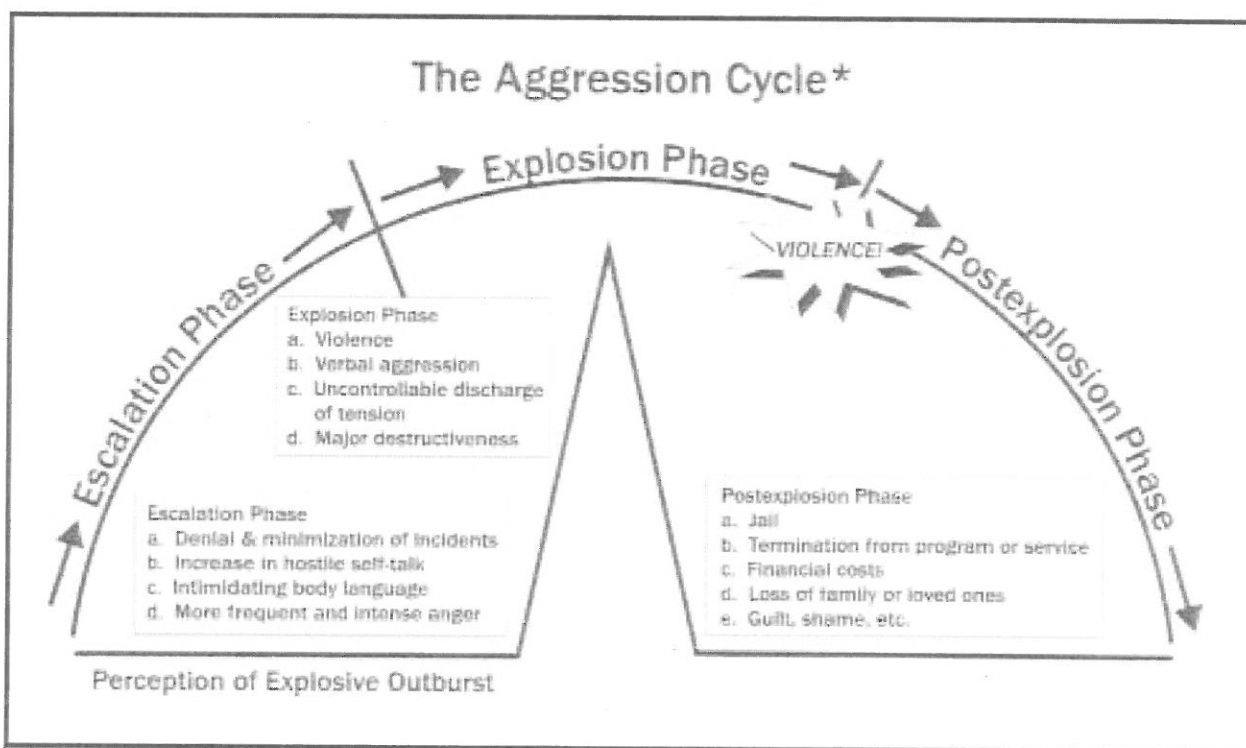 The Aggression Cycle*
Escalation Phase
Explosion Phase
Postexplosion Phase
VIOLENCE!
Explosion Phase
a. Violence
b. Verbal aggression
c. Uncontrollable discharge
of tension
d. Major destructiveness
Escalation Phase
a. Denial & minimization of incidents
b. Increase in hostile self-talk
c. Intimidating body language
d. More frequent and intense anger
Postexplosion Phase
a. Jail
b. Termination from program or service
c. Financial costs
d. Loss of family or loved ones
e. Guilt, shame, etc.
Perception of Explosive Outburst